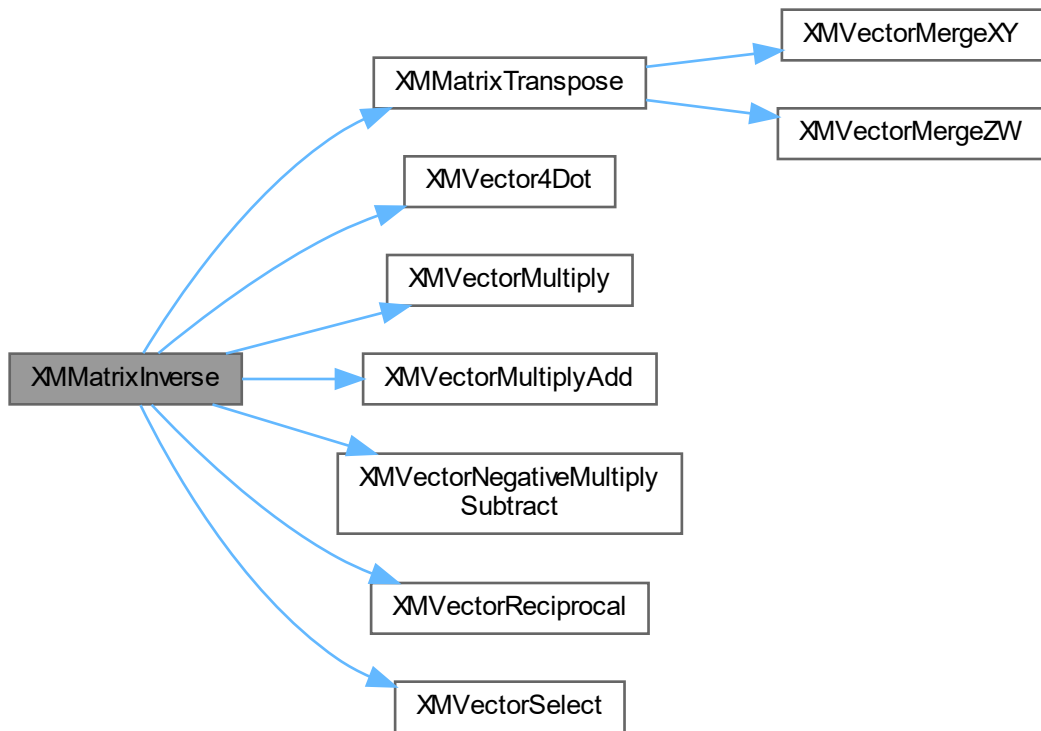 XMVectorMergeXY
XMMatrixTranspose
XMVectorMergeZW
XMVector4Dot
XMVectorMultiply
XMMatrixInverse
XMVectorMultiplyAdd
XMVectorNegativeMultiply
Subtract
XMVectorReciprocal
XMVectorSelect